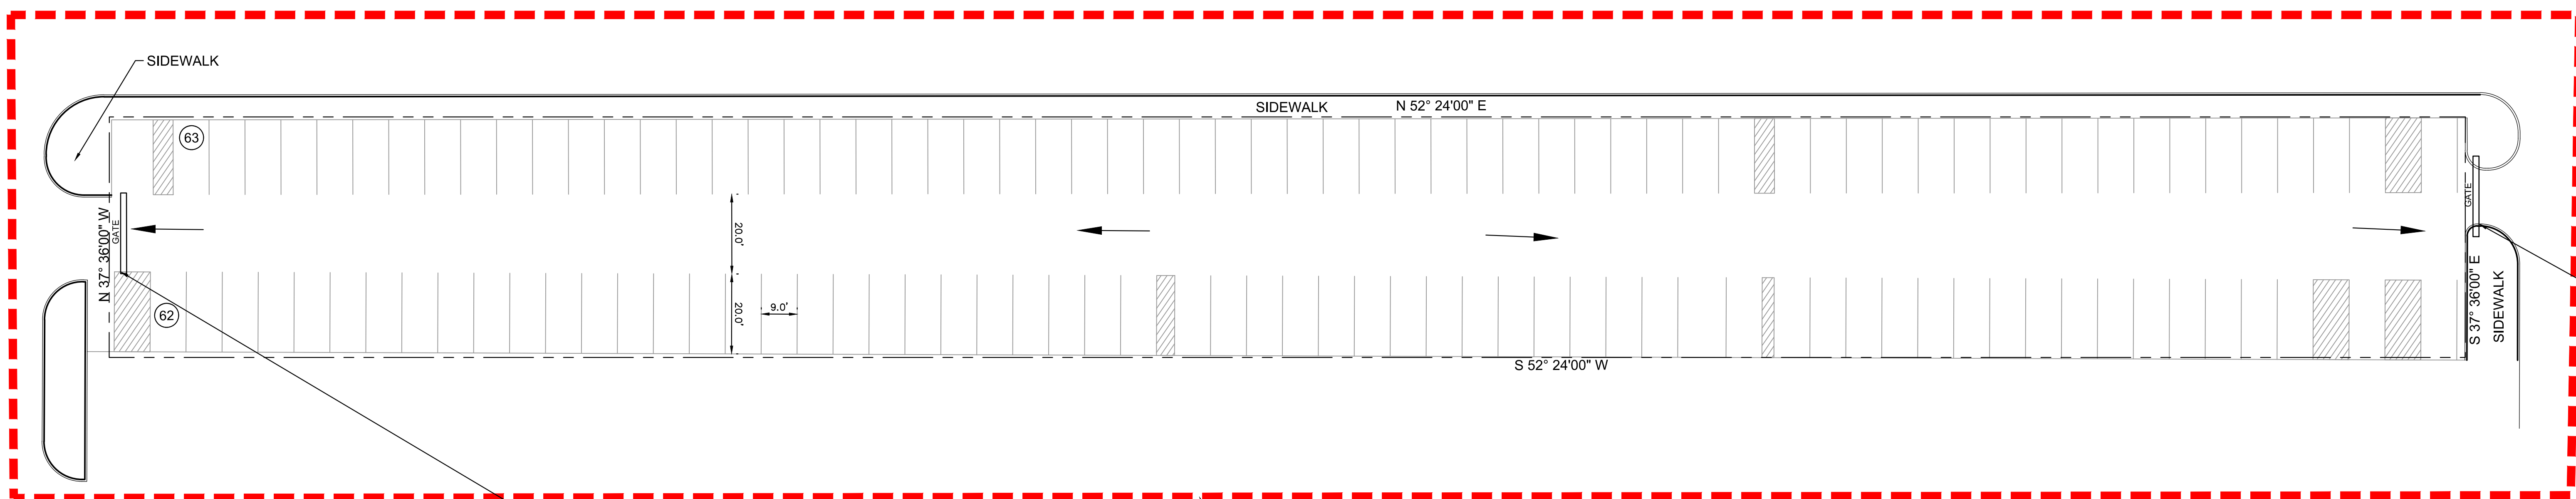 SIDEWALK
SIDEWALK
N 52° 24'00" E
63
GATE
N 37° 36'00" W
GATE
20.0'
20.0'
9.0'
62
S 37° 36'00" E
SIDEWALK
S 52° 24'00" W